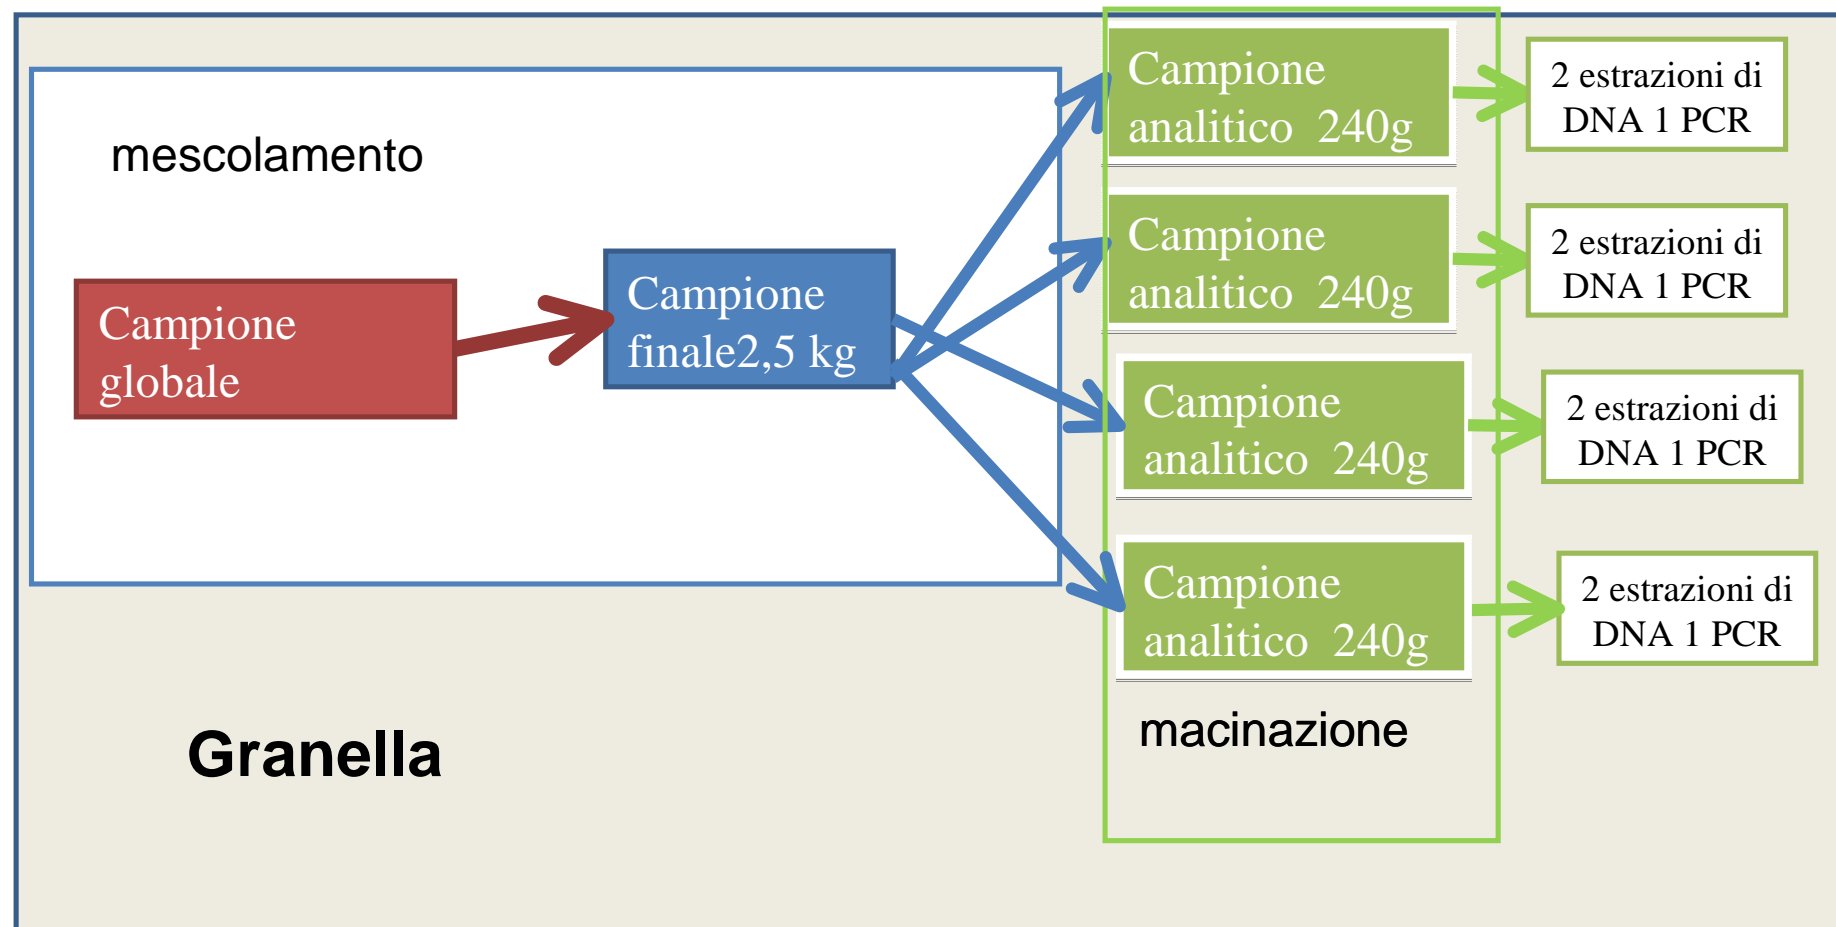 mescolamento
Campione
globale
Campione
finale2,5 kg
Campione
analitico 240g
2 estrazioni di
DNA 1 PCR
Campione
analitico 240g
2 estrazioni di
DNA 1 PCR
Campione
analitico 240g
2 estrazioni di
DNA 1 PCR
Campione
analitico 240g
2 estrazioni di
DNA 1 PCR
macinazione
Granella